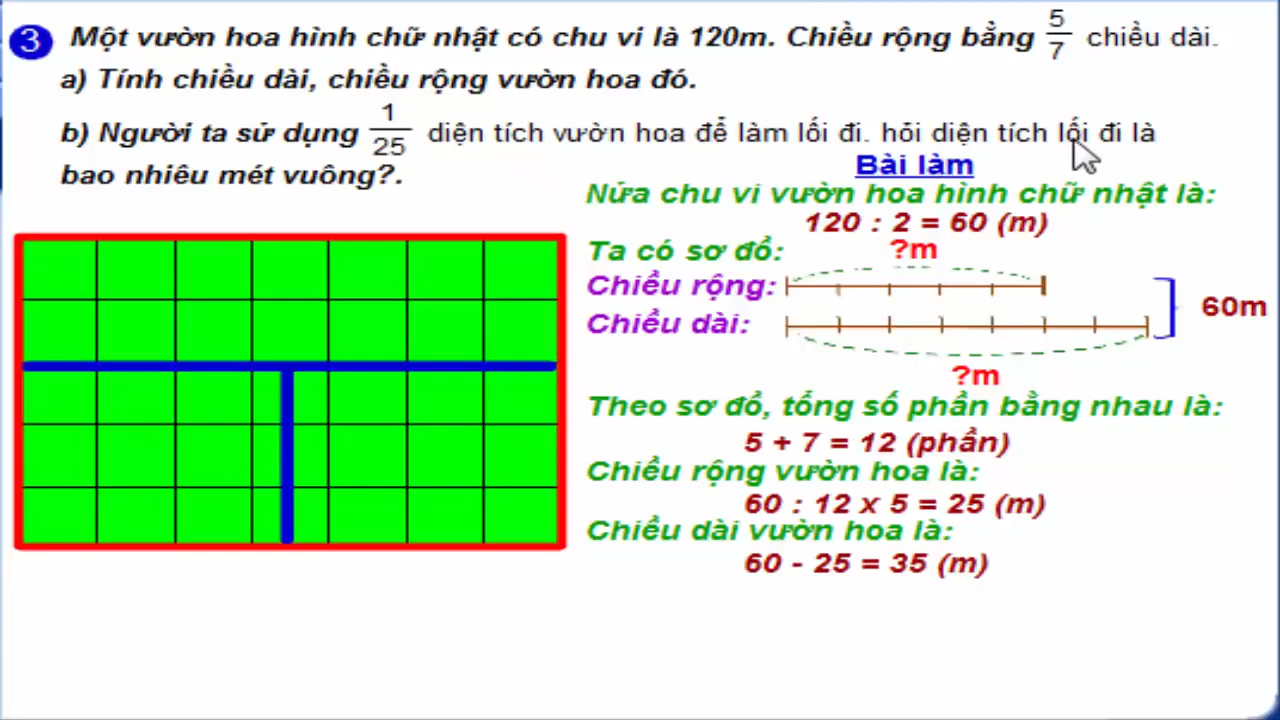 3 Một vườn hoa hình chữ nhật có chu vi là 120m. Chiều rộng bằng 5/7 chiều dài.
a) Tính chiều dài, chiều rộng vườn hoa đó.
b) Người ta sử dụng 1/25 diện tích vườn hoa để làm lối đi. hỏi diện tích lối đi là
bao nhiêu mét vuông?.
Bài làm
Nửa chu vi vườn hoa hình chữ nhật là:
120 : 2 = 60 (m)
Ta có sơ đồ:
?m
Chiều rộng:
60m
Chiều dài:
?m
Theo sơ đồ, tổng số phần bằng nhau là:
5 + 7 = 12 (phần)
Chiều rộng vườn hoa là:
60 : 12 x 5 = 25 (m)
Chiều dài vườn hoa là:
60 - 25 = 35 (m)